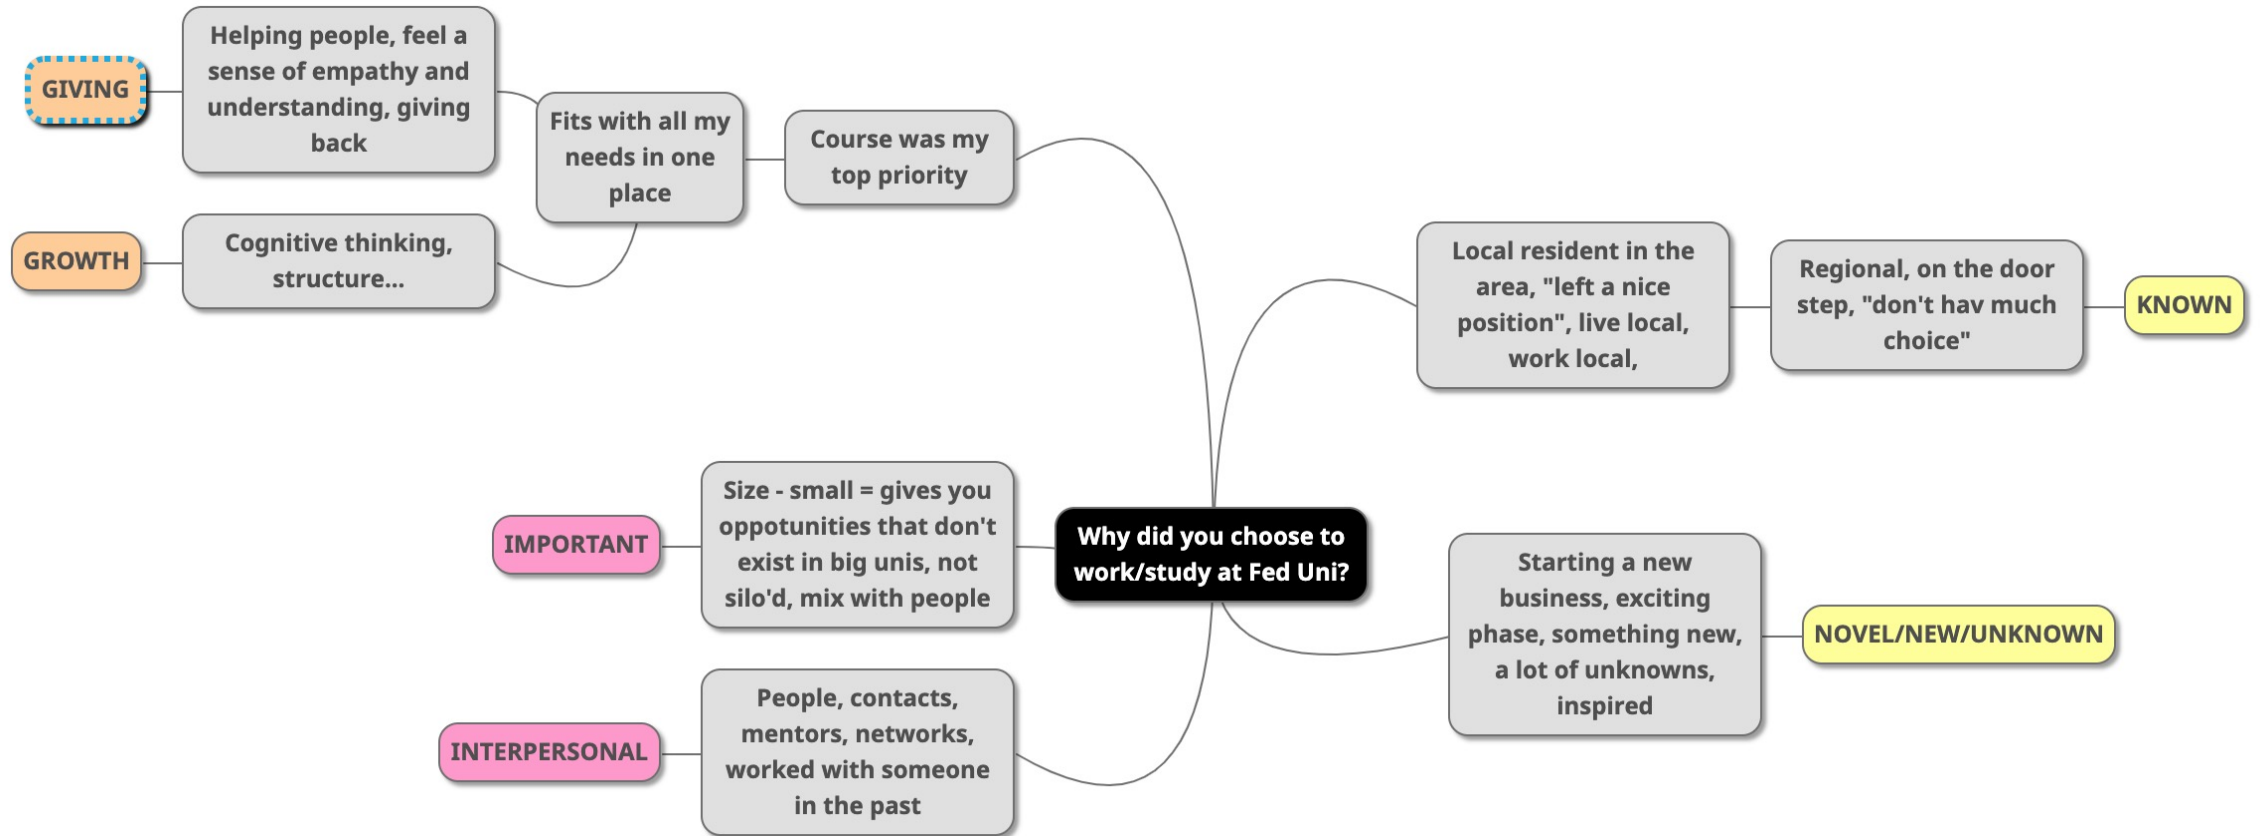 Helping people, feel a
sense of empathy and
understanding, giving
back
GIVING
Fits with all my
needs in one
place
Course was my
top priority
Cognitive thinking,
structure...
GROWTH
Local resident in the
area, "left a nice
position", live local,
work local,
Regional, on the door
step, "don't hav much
choice"
KNOWN
Size - small = gives you
oppotunities that don't
exist in big unis, not
silo'd, mix with people
IMPORTANT
Why did you choose to
work/study at Fed Uni?
Starting a new
business, exciting
phase, something new,
a lot of unknowns,
inspired
NOVEL/NEW/UNKNOWN
People, contacts,
mentors, networks,
worked with someone
in the past
INTERPERSONAL